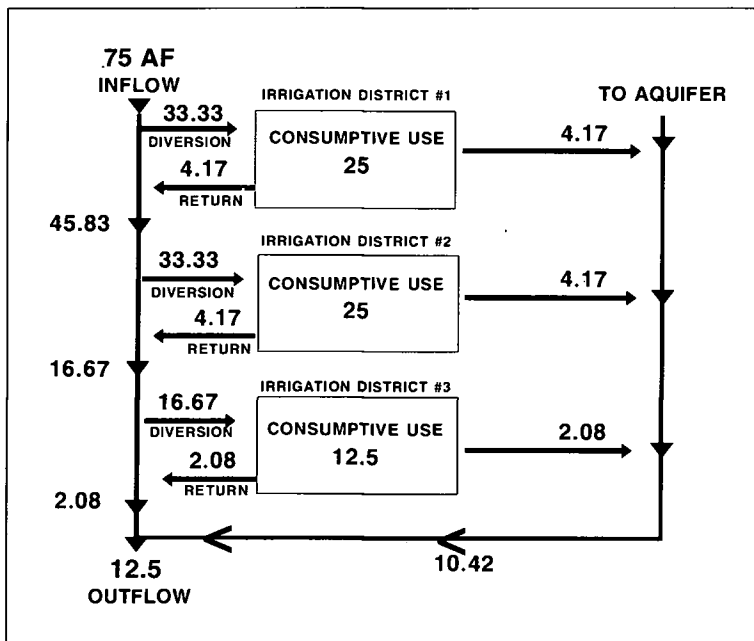 75 AF
INFLOW
IRRIGATION DISTRICT #1
TO AQUIFER
33.33
DIVERSION
CONSUMPTIVE USE
25
4.17
4.17
RETURN
45.83
IRRIGATION DISTRICT #2
33.33
DIVERSION
CONSUMPTIVE USE
25
4.17
4.17
RETURN
16.67
IRRIGATION DISTRICT #3
16.67
DIVERSION
CONSUMPTIVE USE
12.5
2.08
2.08
RETURN
2.08
10.42
12.5
OUTFLOW